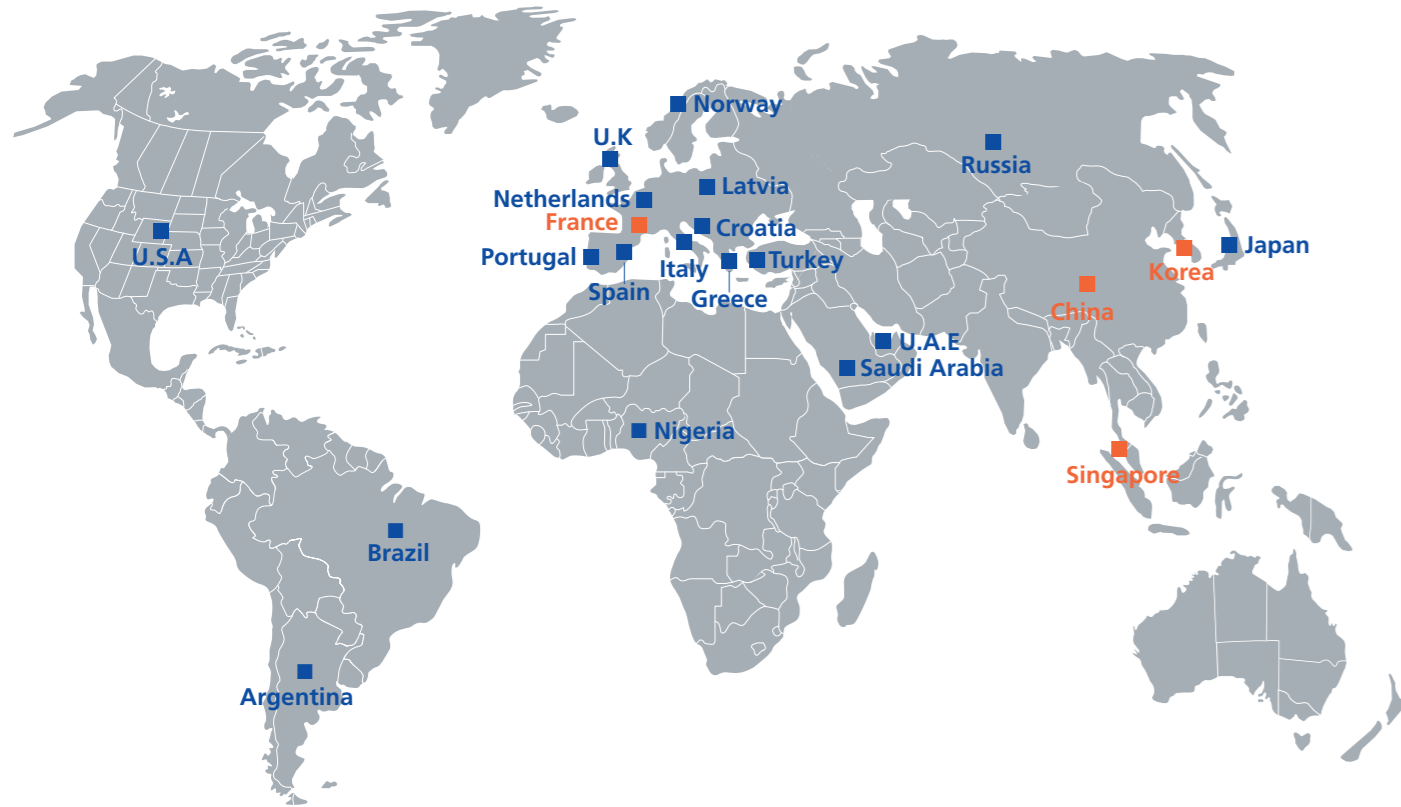 Norway
U.K
Russia
Latvia
Netherlands
France
Croatia
U.S.A
Portugal
Italy
Turkey
Japan
Korea
Spain
Greece
China
U.A.E
Saudi Arabia
Nigeria
Singapore
Brazil
Argentina